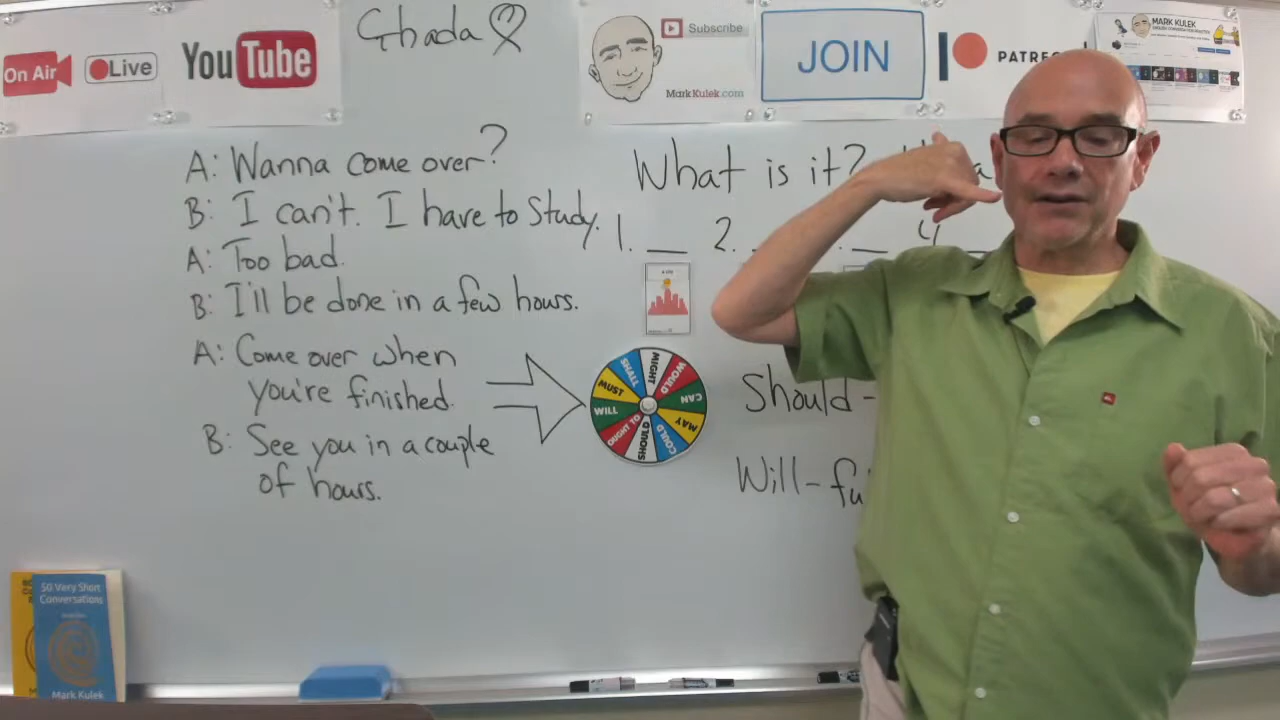 On Air
Live
YouTube
Ghada
Subscribe
MarkKulek.com
JOIN
MARK KULEK
A: Wanna come over?
B: I can't. I have to study.
A: Too bad.
B: I'll be done in a few hours.
A: Come over when
you're finished.
B: See you in a couple
of hours.
What is it?
1. __ 2. __ 4
SHALL
MIGHT
WOULD
CAN
MAY
COULD
SHOULD
OUGHT TO
WILL
MUST
Should -
Will -
50 Very Short
Conversations
Mark Kulek